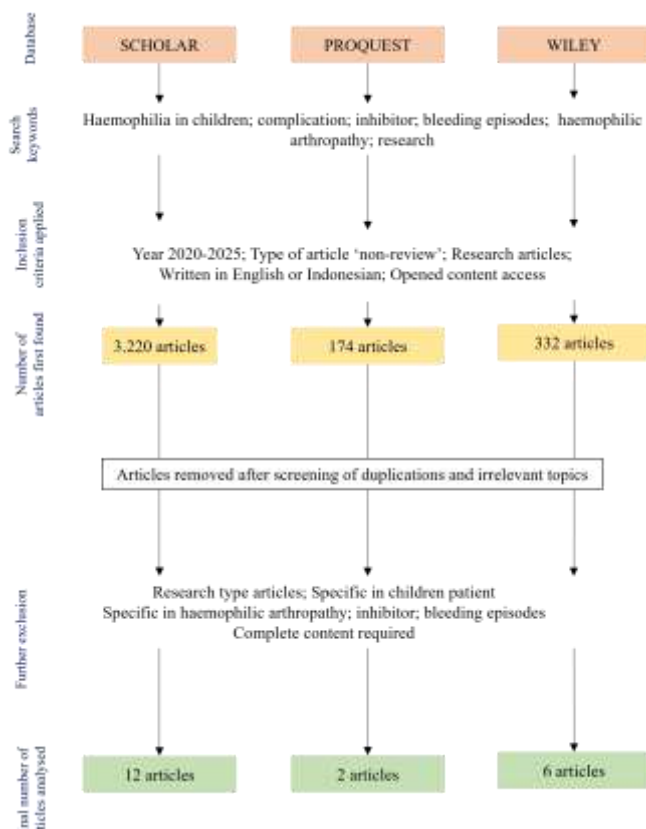 Database
SCHOLAR
PROQUEST
WILEY
Search
keywords
Haemophilia in children; complication; inhibitor; bleeding episodes; haemophilic
arthropathy; research
Inclusion
criteria applied
Year 2020-2025; Type of article ‘non-review’; Research articles;
Written in English or Indonesian; Opened content access
Number of
articles first found
3,220 articles
174 articles
332 articles
Articles removed after screening of duplications and irrelevant topics
Further exclusion
Research type articles; Specific in children patient
Specific in haemophilic arthropathy; inhibitor; bleeding episodes
Complete content required
nal number of
ticles analysed
12 articles
2 articles
6 articles